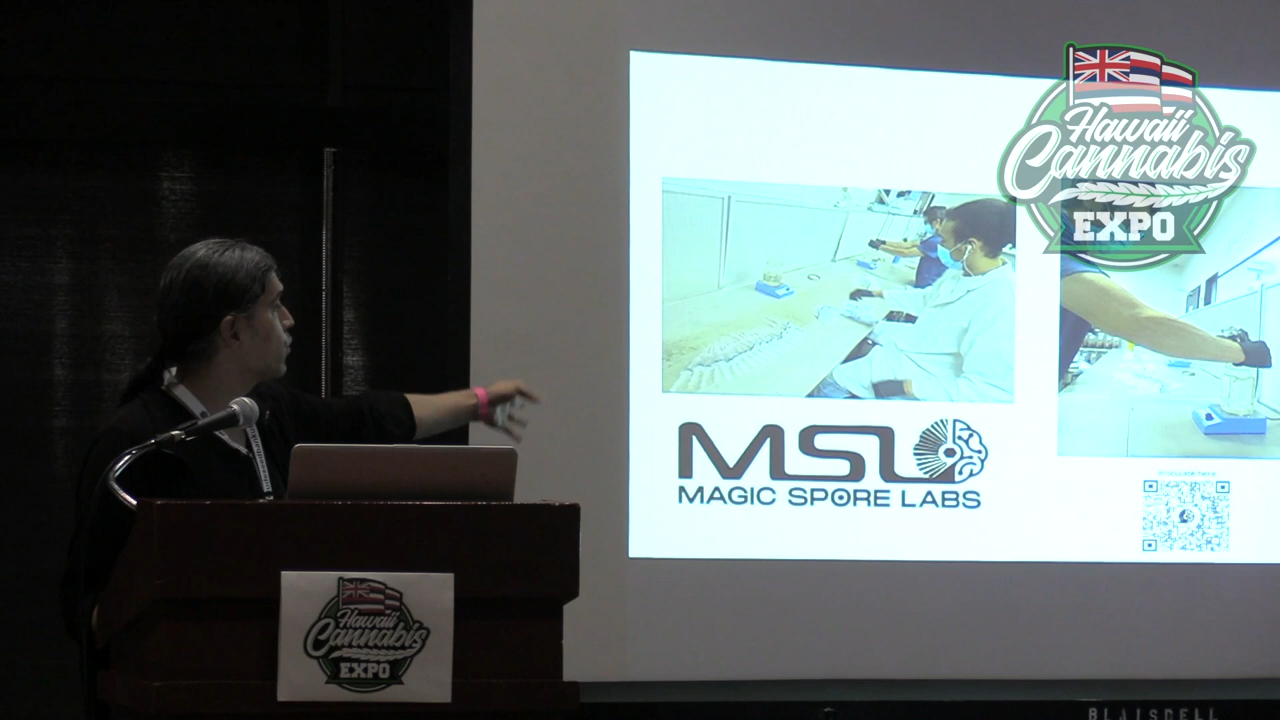 Hawaii
Cannabis
EXPO
MSL
MAGIC SPORE LABS
Hawaii
Cannabis
EXPO
BLAISDELL